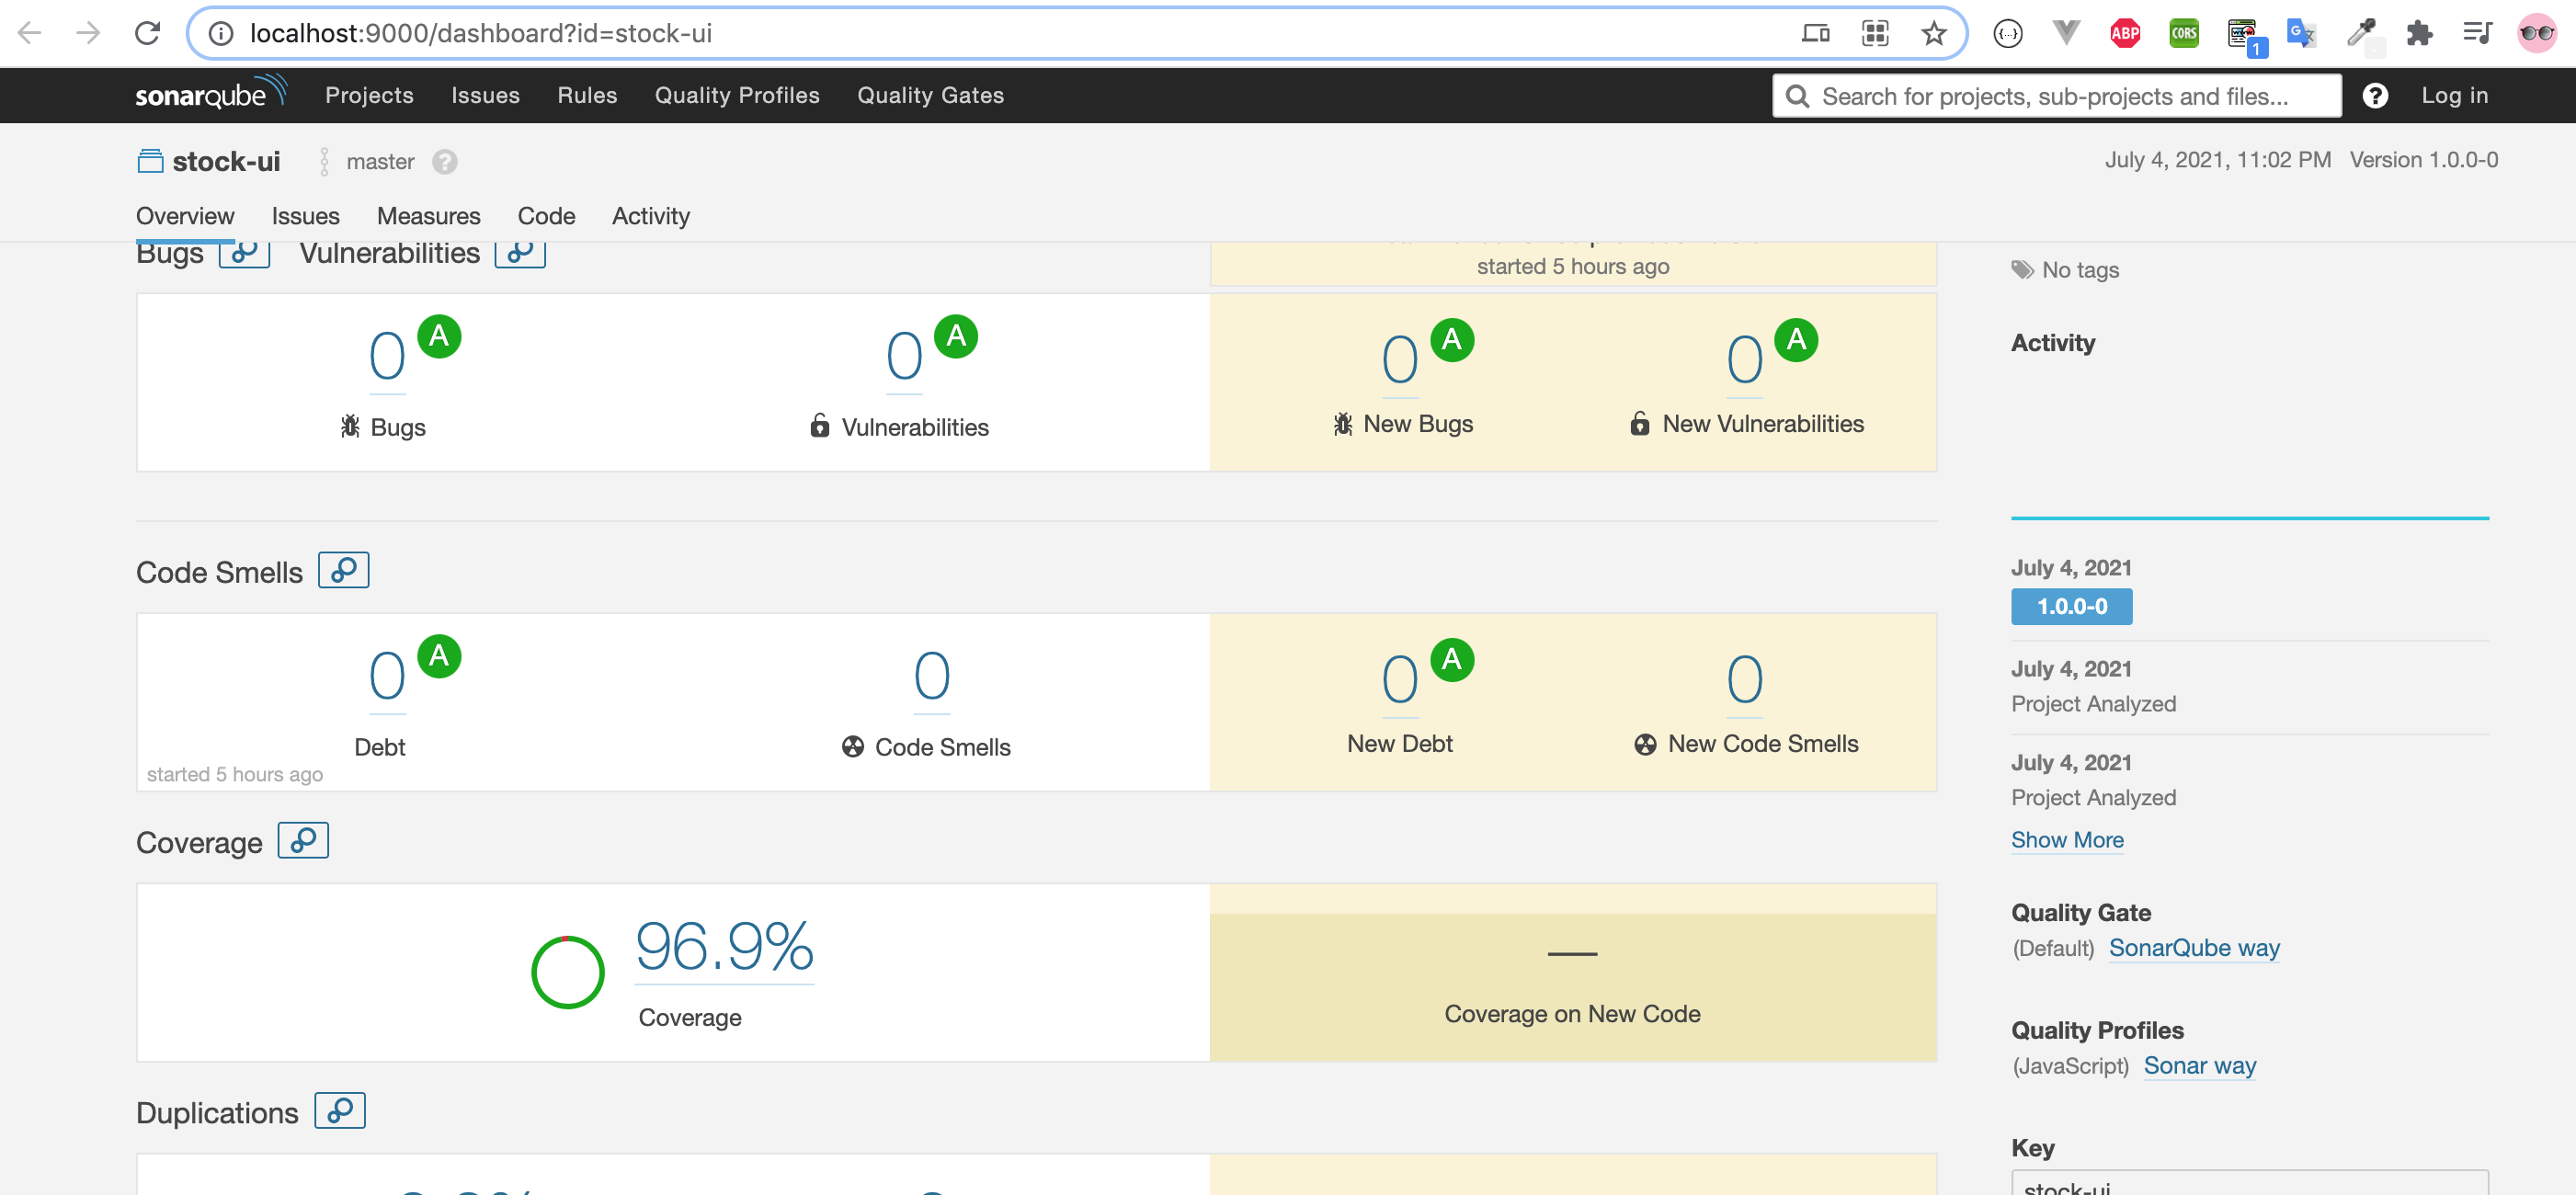 localhost:9000/dashboard?id=stock-ui
{...} ABP CORS 1 G
sonarqube Projects Issues Rules Quality Profiles Quality Gates Search for projects, sub-projects and files... ? Log in
stock-ui master ? July 4, 2021, 11:02 PM Version 1.0.0-0
Overview Issues Measures Code Activity
Bugs Vulnerabilities
started 5 hours ago
No tags
0 A 0 A 0 A 0 A
Bugs Vulnerabilities New Bugs New Vulnerabilities
Activity
Code Smells
0 A 0 0 A 0
Debt Code Smells New Debt New Code Smells
started 5 hours ago
July 4, 2021
1.0.0-0
July 4, 2021
Project Analyzed
July 4, 2021
Project Analyzed
Show More
Coverage
96.9% —
Coverage Coverage on New Code
Quality Gate
(Default) SonarQube way
Quality Profiles
(JavaScript) Sonar way
Duplications
Key
stock-ui